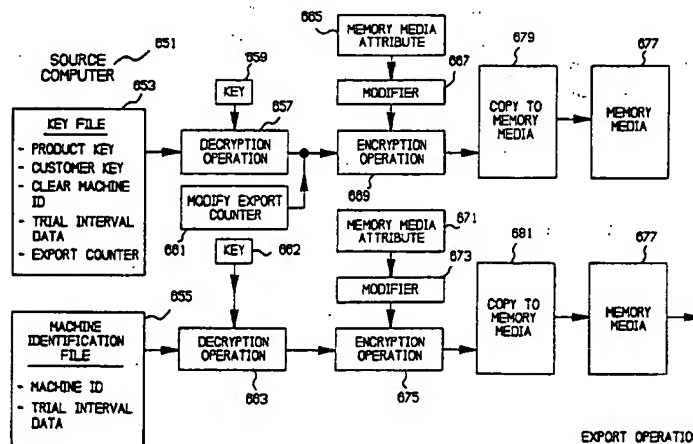 SOURCE
COMPUTER
651
653
KEY FILE
- PRODUCT KEY
- CUSTOMER KEY
- CLEAR MACHINE
ID
- TRIAL INTERVAL
DATA
- EXPORT COUNTER
659
KEY
657
DECRYPTION
OPERATION
MODIFY EXPORT
COUNTER
661
665
MEMORY MEDIA
ATTRIBUTE
667
MODIFIER
ENCRYPTION
OPERATION
669
679
COPY TO
MEMORY
MEDIA
677
MEMORY
MEDIA
655
MACHINE
IDENTIFICATION
FILE
- MACHINE ID
- TRIAL INTERVAL
DATA
KEY
662
DECRYPTION
OPERATION
663
671
MEMORY MEDIA
ATTRIBUTE
673
MODIFIER
ENCRYPTION
OPERATION
675
681
COPY TO
MEMORY
MEDIA
677
MEMORY
MEDIA
EXPORT OPERATIO